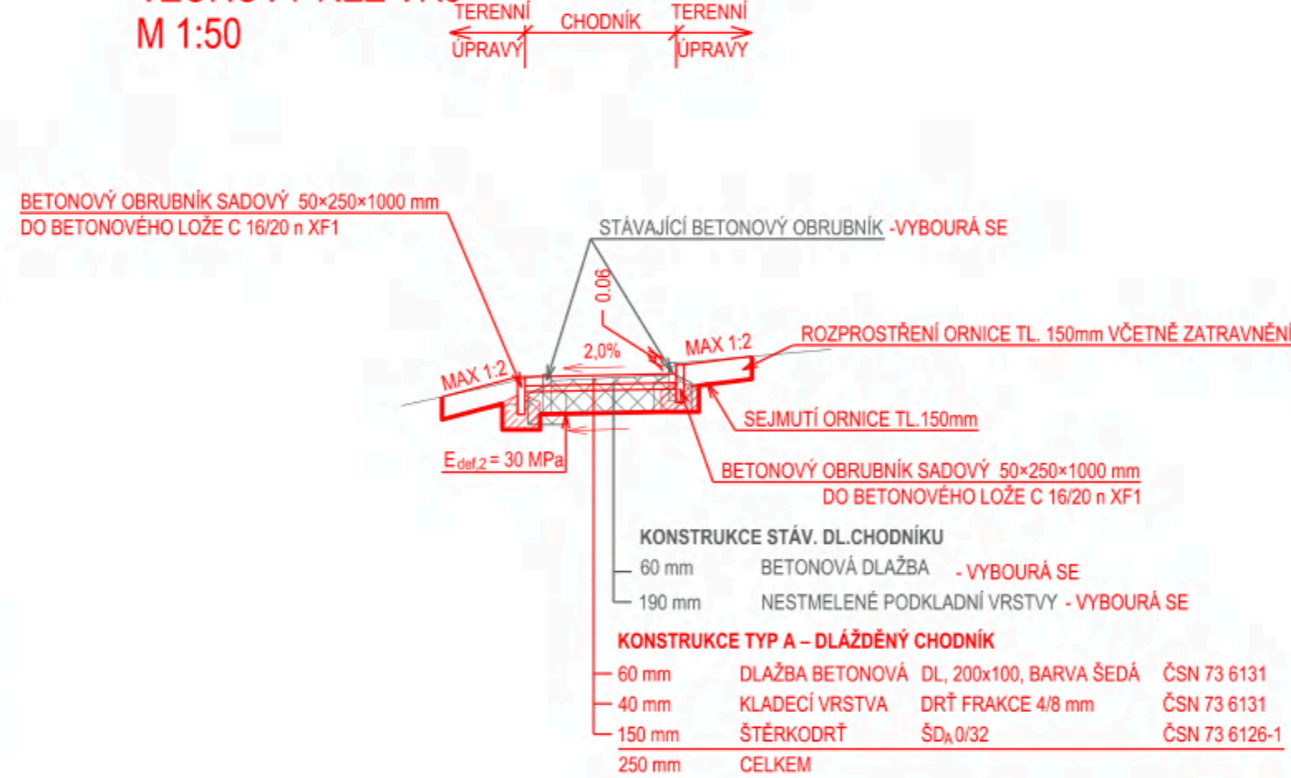 M 1:50
TERENNÍ
CHODNÍK
TERENNÍ
ÚPRAVY
ÚPRAVY
BETONOVÝ OBRUBNÍK SADOVÝ 50×250×1000 mm
DO BETONOVÉHO LOŽE C 16/20 n XF1
STÁVAJÍCÍ BETONOVÝ OBRUBNÍK -VYBOURÁ SE
0.06
ROZPROSTŘENÍ ORNICE TL. 150mm VČETNĚ ZATRAVNĚNÍ
MAX 1:2
2,0%
MAX 1:2
SEJMUTÍ ORNICE TL.150mm
Edef,2 = 30 MPa
BETONOVÝ OBRUBNÍK SADOVÝ 50×250×1000 mm
DO BETONOVÉHO LOŽE C 16/20 n XF1
KONSTRUKCE STÁV. DL.CHODNÍKU
60 mm BETONOVÁ DLAŽBA - VYBOURÁ SE
190 mm NESTMELENÉ PODKLADNÍ VRSTVY - VYBOURÁ SE
KONSTRUKCE TYP A – DLÁŽDĚNÝ CHODNÍK
60 mm DLAŽBA BETONOVÁ DL, 200x100, BARVA ŠEDÁ ČSN 73 6131
40 mm KLADECÍ VRSTVA DRŤ FRAKCE 4/8 mm ČSN 73 6131
150 mm ŠTĚRKODRŤ ŠDA 0/32 ČSN 73 6126-1
250 mm CELKEM